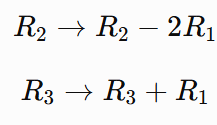 R₂ → R₂ − 2R₁
R₃ → R₃ + R₁